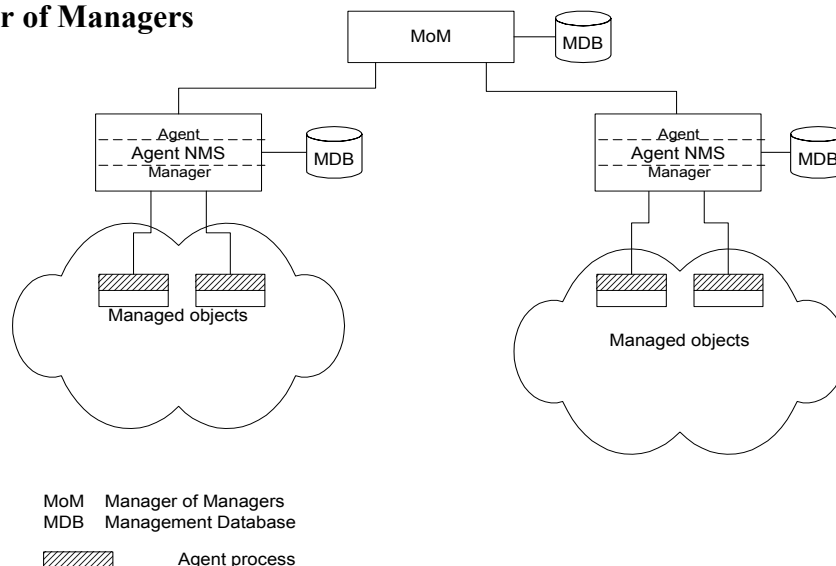 r of Managers
MoM
MDB
Agent
Agent NMS
Manager
MDB
Agent
Agent NMS
Manager
MDB
Managed objects
Managed objects
MoM Manager of Managers
MDB Management Database
Agent process